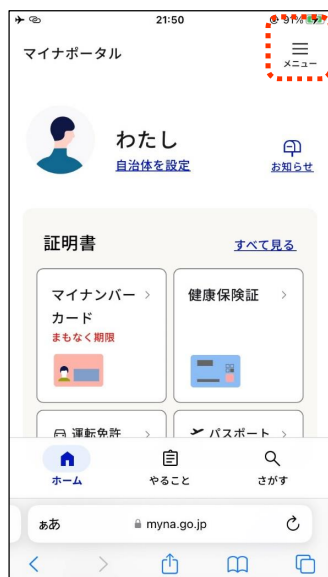 21:50
91%
マイナポータル
メニュー
わたし
自治体を設定
お知らせ
証明書
すべて見る
マイナンバー
カード
まもなく期限
健康保険証
運転免許
パスポート
ホーム
やること
さがす
ぁあ
myna.go.jp